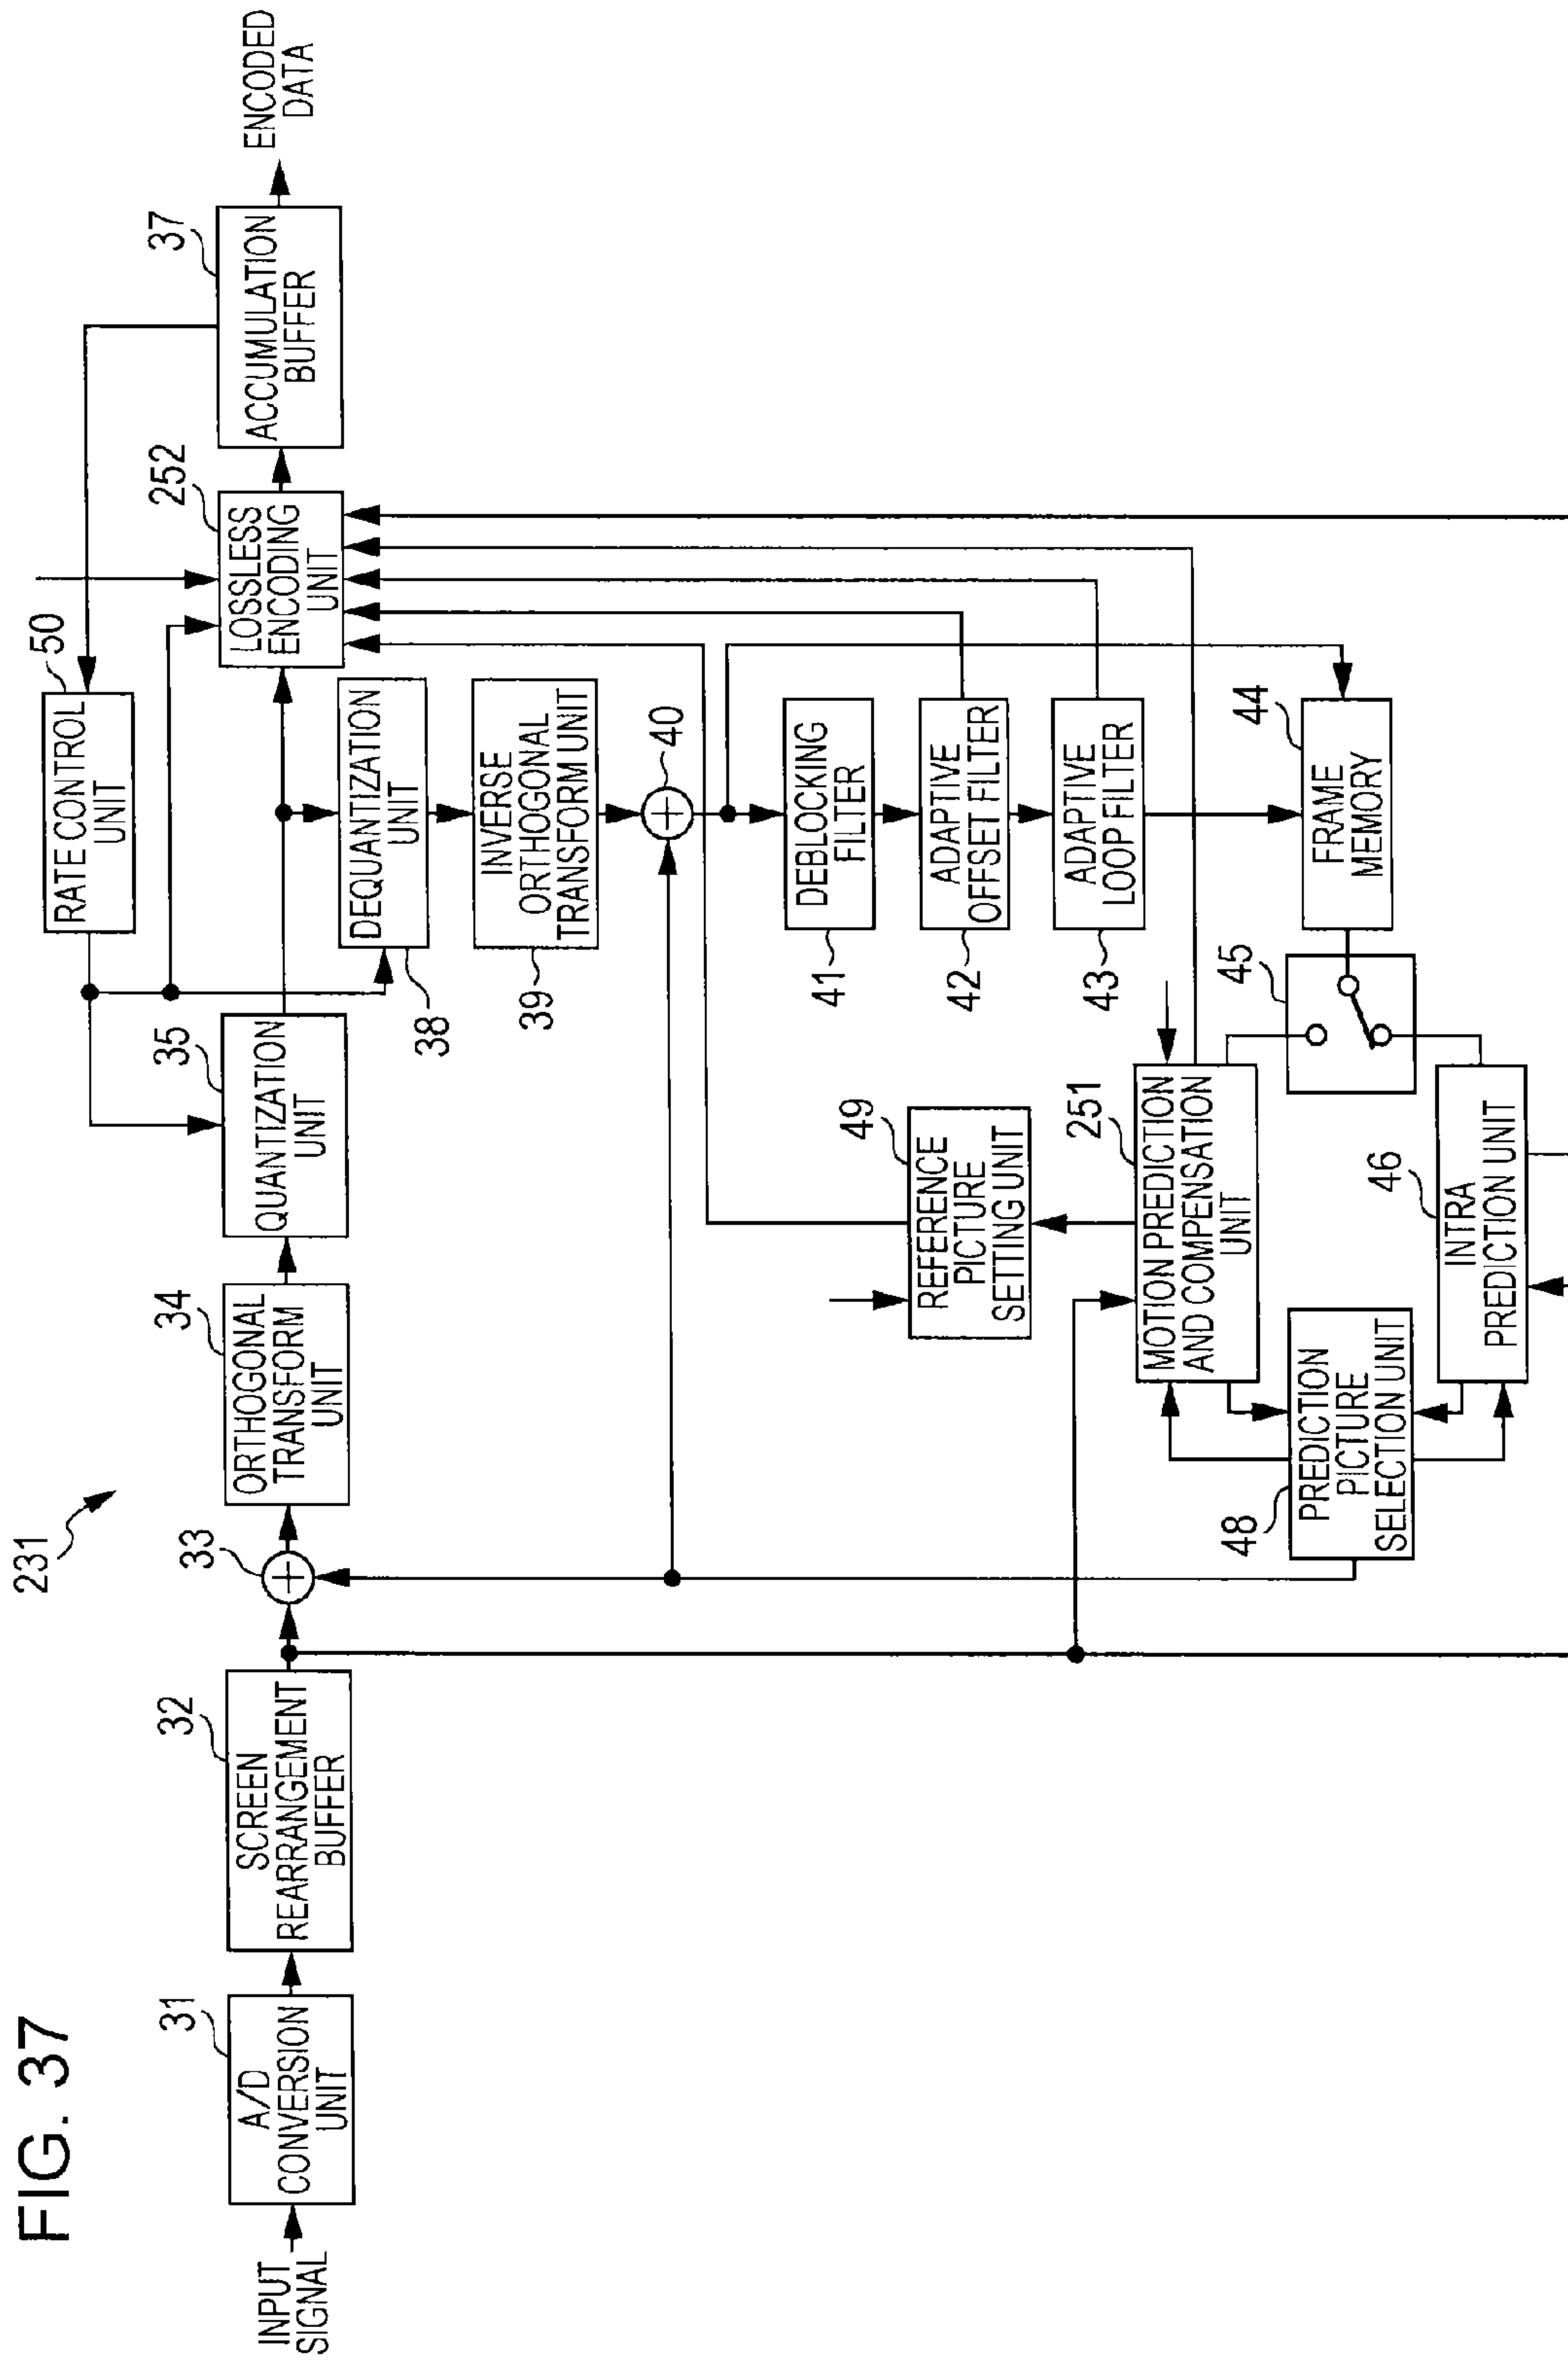 FIG. 37
231
INPUT
SIGNAL
31
A/D
CONVERSION
UNIT
32
SCREEN
REARRANGEMENT
BUFFER
33
34
ORTHOGONAL
TRANSFORM
UNIT
35
QUANTIZATION
UNIT
50
RATE CONTROL
UNIT
252
LOSSLESS
ENCODING
UNIT
37
ACCUMULATION
BUFFER
ENCODED
DATA
38
DEQUANTIZATION
UNIT
39
INVERSE
ORTHOGONAL
TRANSFORM UNIT
40
41
DEBLOCKING
FILTER
42
ADAPTIVE
OFFSET FILTER
43
ADAPTIVE
LOOP FILTER
44
FRAME
MEMORY
45
49
REFERENCE
PICTURE
SETTING UNIT
251
MOTION PREDICTION
AND COMPENSATION
UNIT
46
INTRA
PREDICTION UNIT
48
PREDICTION
PICTURE
SELECTION UNIT